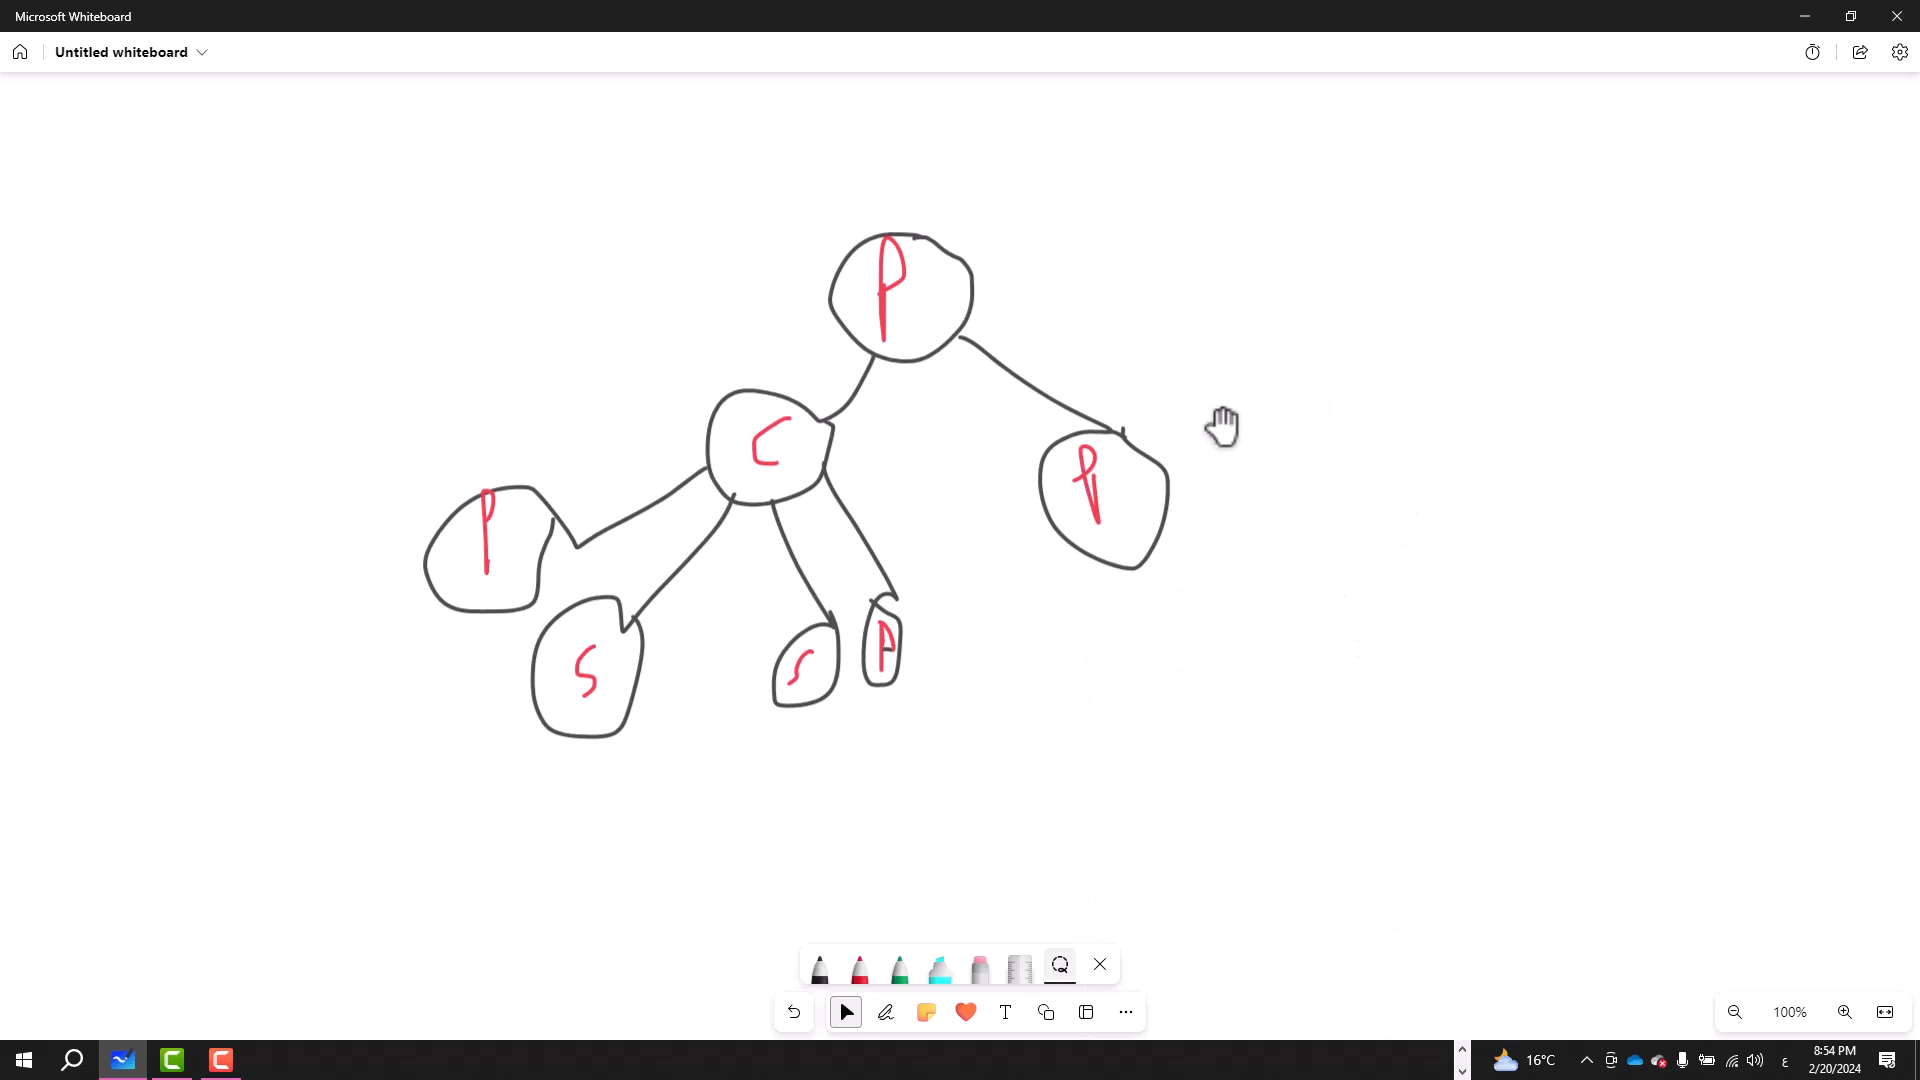 Microsoft Whiteboard
Untitled whiteboard
P
C
P
P
S
S
P
100%
16°C
ع
8:54 PM
2/20/2024